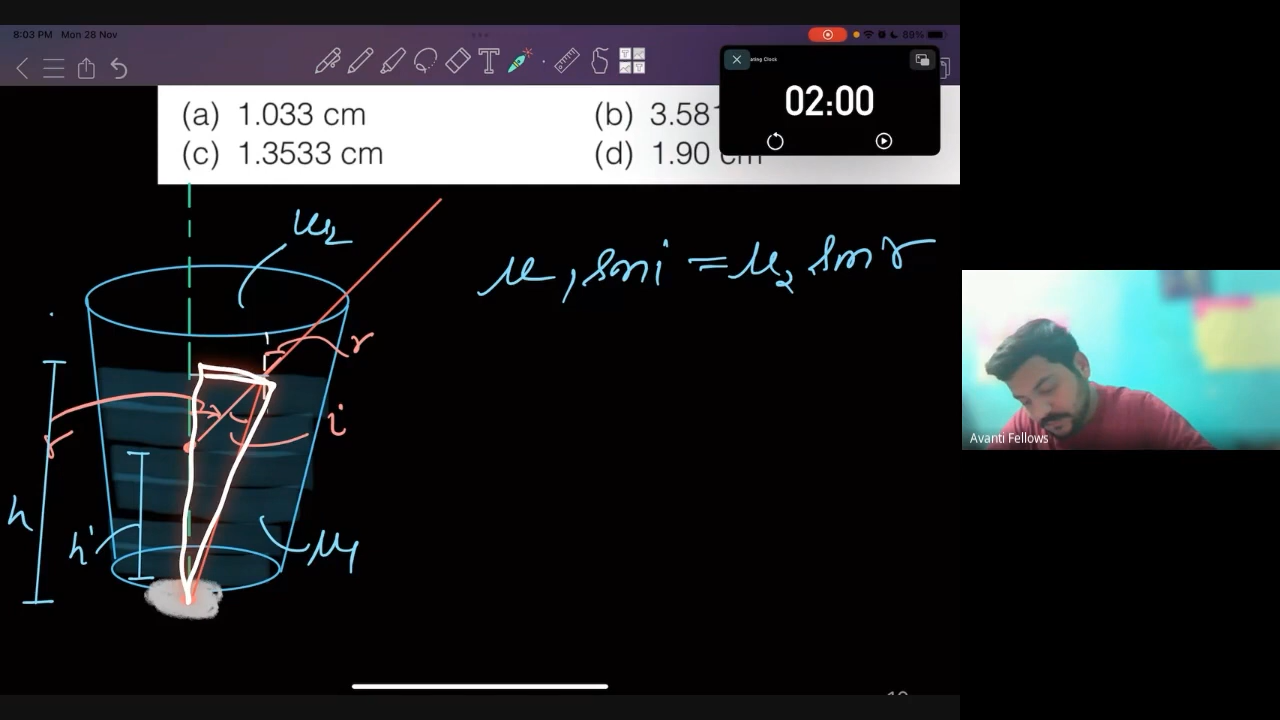 8:03 PM Mon 28 Nov
89%
02:00
(a) 1.033 cm
(b) 3.581
(c) 1.3533 cm
(d) 1.90 cm
μ2
μ1 sin i = μ2 sin r
r
i
r
h
h'
μ1
Avanti Fellows